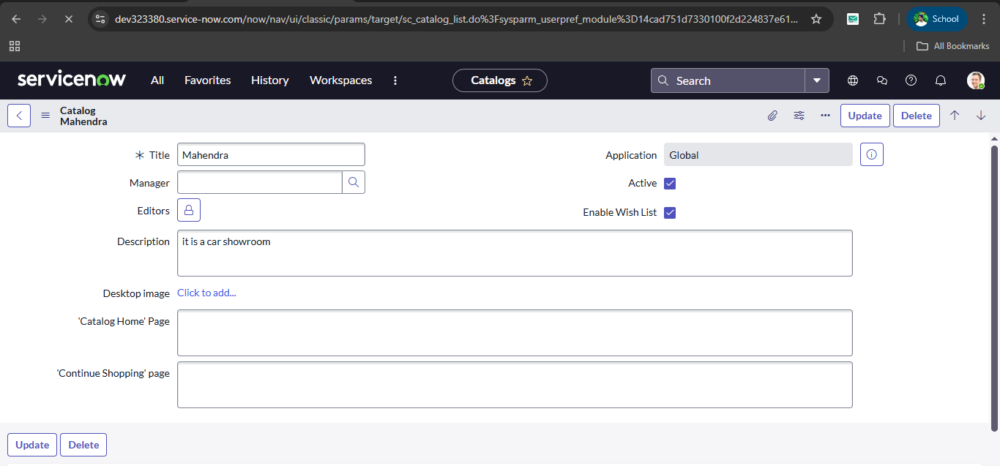 dev323380.service-now.com/now/nav/ui/classic/params/target/sc_catalog_list.do%3Fsysparm_userpref_module%3D14cad751d7330100f2d224837e61...
School
All Bookmarks
servicenow All Favorites History Workspaces Catalogs Search
Catalog
Mahendra
Update Delete
Title Mahendra Application Global
Manager Active
Editors Enable Wish List
Description it is a car showroom
Desktop image Click to add...
'Catalog Home' Page
'Continue Shopping' page
Update Delete